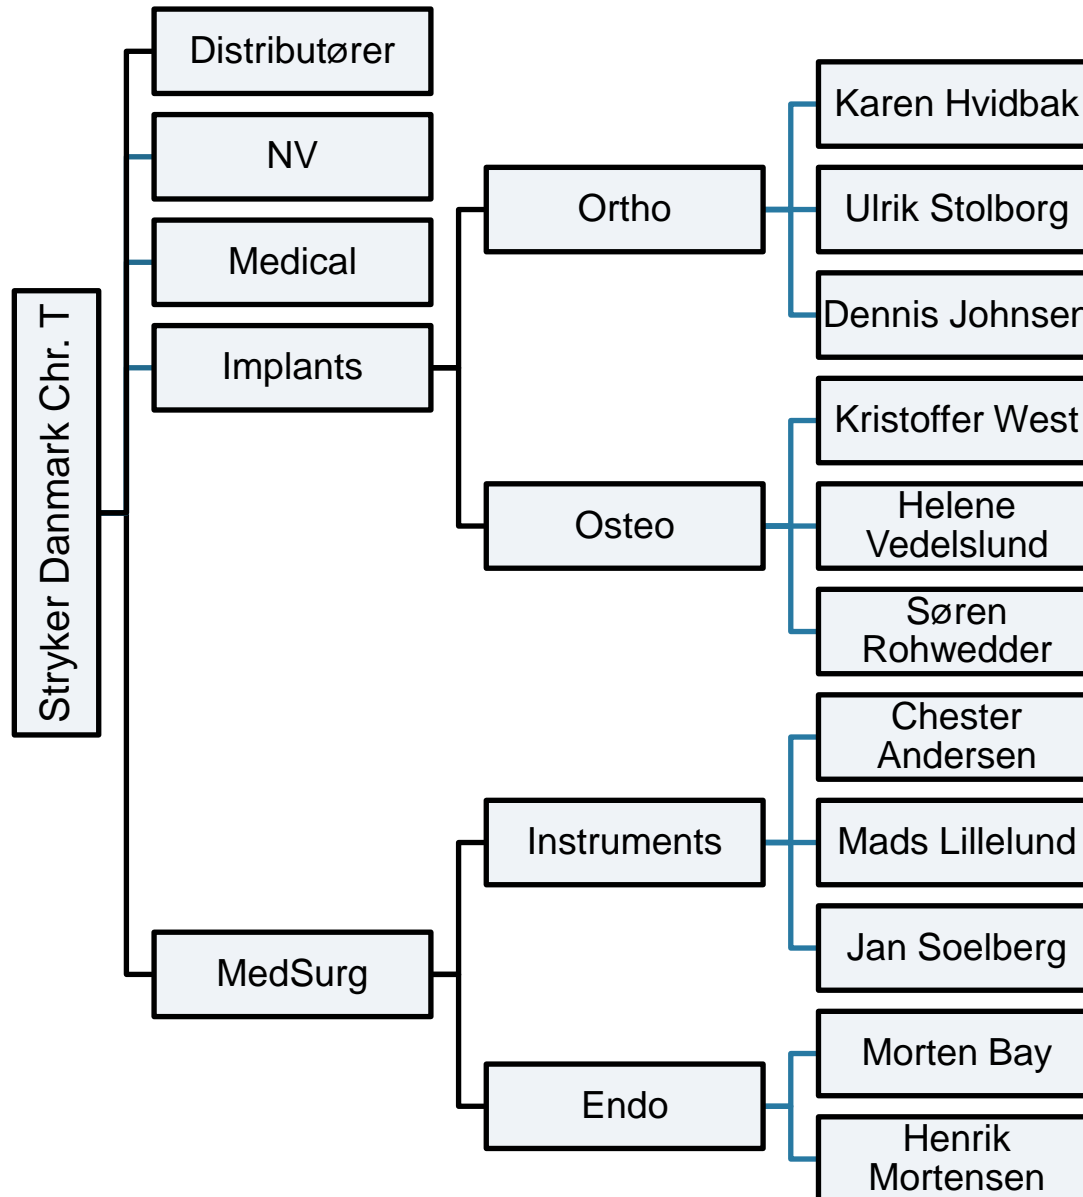 Stryker Danmark Chr. T
Distributører
NV
Medical
Implants
MedSurg
Ortho
Osteo
Instruments
Endo
Karen Hvidbak
Ulrik Stolborg
Dennis Johnsen
Kristoffer West
Helene
Vedelslund
Søren
Rohwedder
Chester
Andersen
Mads Lillelund
Jan Soelberg
Morten Bay
Henrik
Mortensen